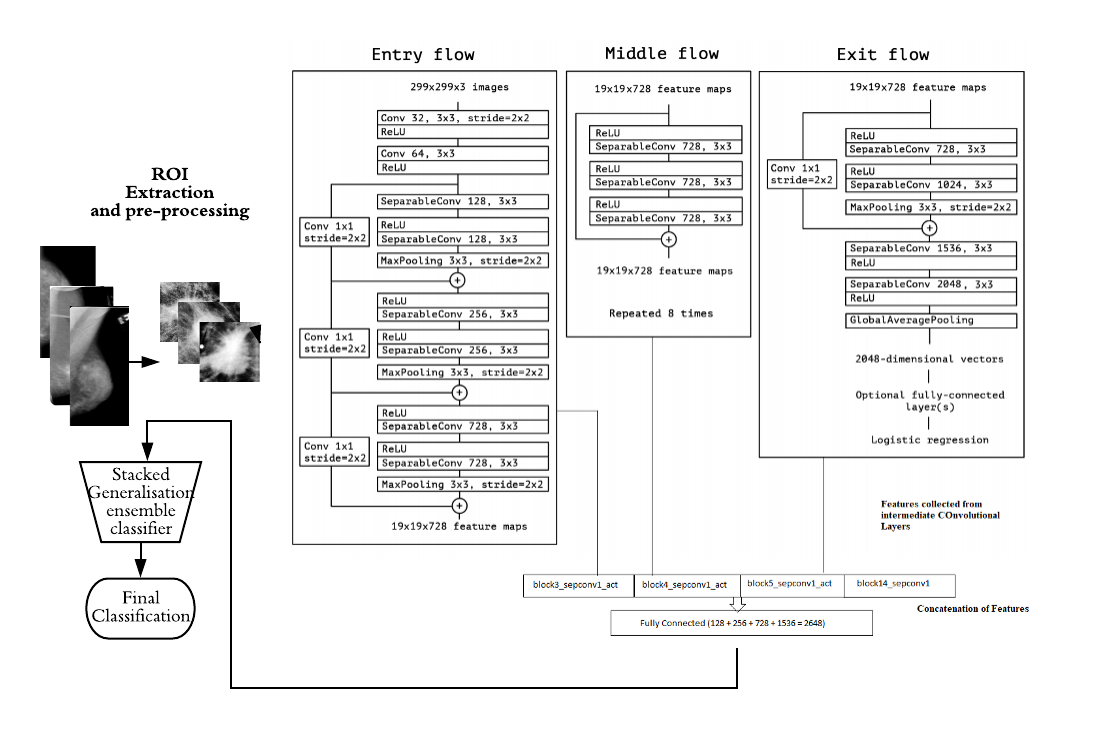 ROI
Extraction
and pre-processing
Stacked
Generalisation
ensemble
classifier
Final
Classification
Entry flow
299x299x3 images
Conv 32, 3x3, stride=2x2
ReLU
Conv 64, 3x3
ReLU
SeparableConv 128, 3x3
Conv 1x1
stride=2x2
ReLU
SeparableConv 128, 3x3
MaxPooling 3x3, stride=2x2
+
ReLU
SeparableConv 256, 3x3
Conv 1x1
stride=2x2
ReLU
SeparableConv 256, 3x3
MaxPooling 3x3, stride=2x2
+
ReLU
SeparableConv 728, 3x3
Conv 1x1
stride=2x2
ReLU
SeparableConv 728, 3x3
MaxPooling 3x3, stride=2x2
+
19x19x728 feature maps
Middle flow
19x19x728 feature maps
ReLU
SeparableConv 728, 3x3
ReLU
SeparableConv 728, 3x3
ReLU
SeparableConv 728, 3x3
+
19x19x728 feature maps
Repeated 8 times
Exit flow
19x19x728 feature maps
ReLU
SeparableConv 728, 3x3
Conv 1x1
stride=2x2
ReLU
SeparableConv 1024, 3x3
MaxPooling 3x3, stride=2x2
+
SeparableConv 1536, 3x3
ReLU
SeparableConv 2048, 3x3
ReLU
GlobalAveragePooling
2048-dimensional vectors
Optional fully-connected
layer(s)
Logistic regression
Features collected from
intermediate COnvolutional
Layers
block3_sepconv1_act
block4_sepconv1_act
block5_sepconv1_act
block14_sepconv1
Concatenation of Features
Fully Connected (128 + 256 + 728 + 1536 = 2648)